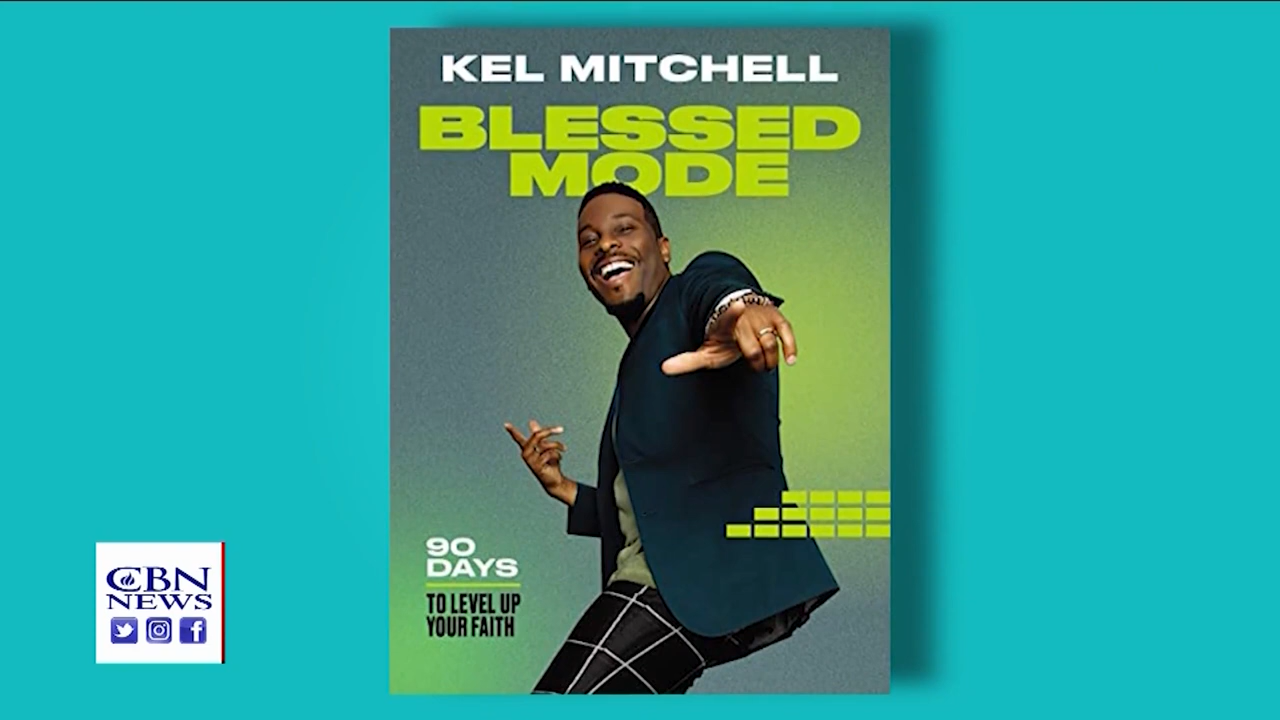 KEL MITCHELL
BLESSED
MODE
90
DAYS
TO LEVEL UP
YOUR FAITH
CBN
NEWS